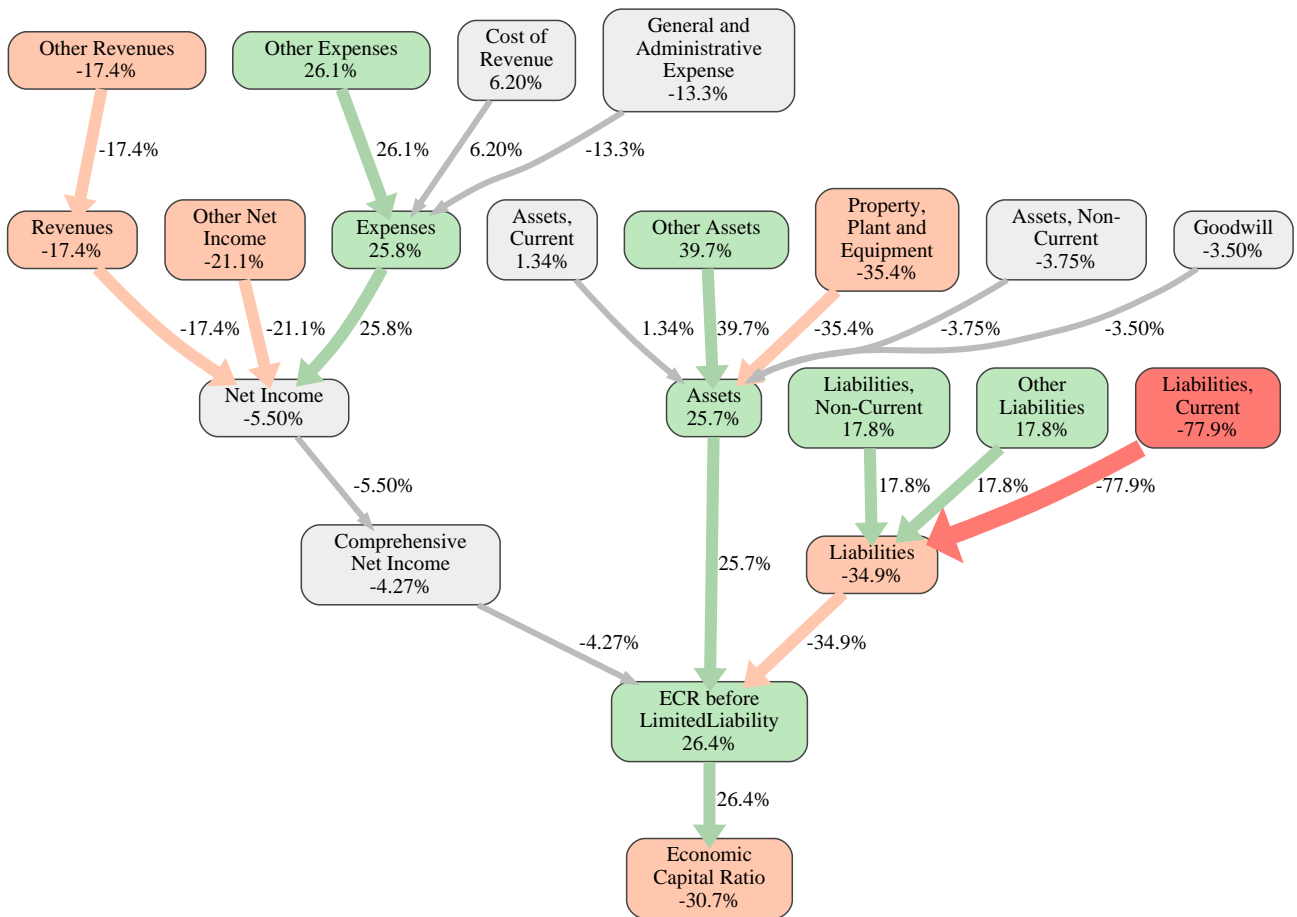 Other Revenues
-17.4%
Other Expenses
26.1%
Cost of
Revenue
6.20%
General and
Administrative
Expense
-13.3%
-17.4%
26.1%
6.20%
-13.3%
Revenues
-17.4%
Other Net
Income
-21.1%
Expenses
25.8%
Assets,
Current
1.34%
Other Assets
39.7%
Property,
Plant and
Equipment
-35.4%
Assets, Non-
Current
-3.75%
Goodwill
-3.50%
-17.4%
-21.1%
25.8%
1.34%
39.7%
-35.4%
-3.75%
-3.50%
Net Income
-5.50%
Assets
25.7%
Liabilities,
Non-Current
17.8%
Other
Liabilities
17.8%
Liabilities,
Current
-77.9%
-5.50%
17.8%
17.8%
-77.9%
Comprehensive
Net Income
-4.27%
25.7%
Liabilities
-34.9%
-4.27%
-34.9%
ECR before
LimitedLiability
26.4%
26.4%
Economic
Capital Ratio
-30.7%